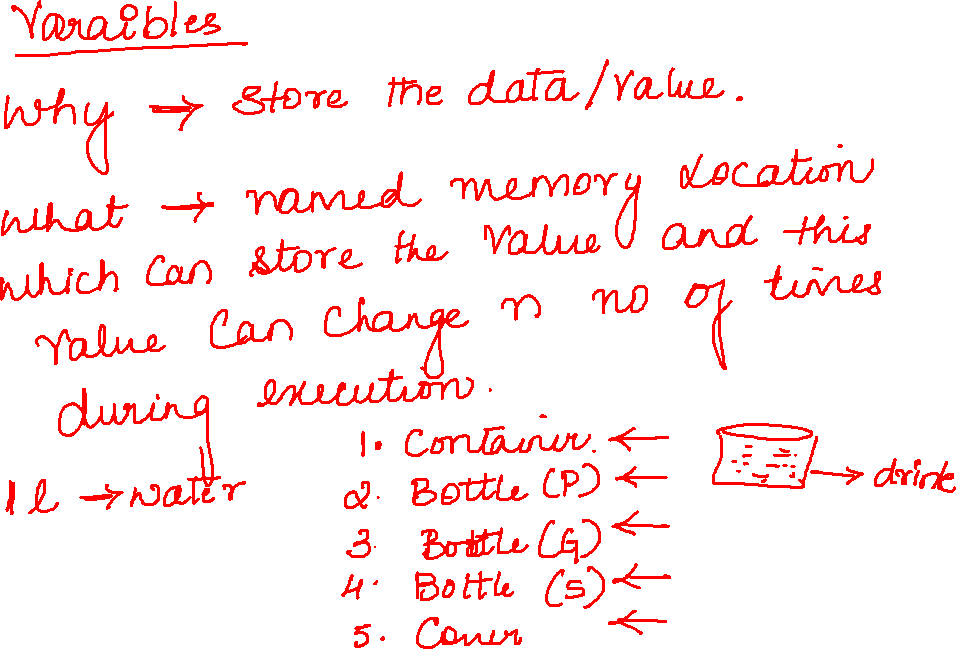 Varaibles
Why → Store the data/Value.
What → named memory Location
which can store the value and this
value can change n no of times
during execution.
1. Container. ←
1l → water
2. Bottle (P) ←
→ drink
3. Bottle (G) ←
4. Bottle (S) ←
5. Cover ←